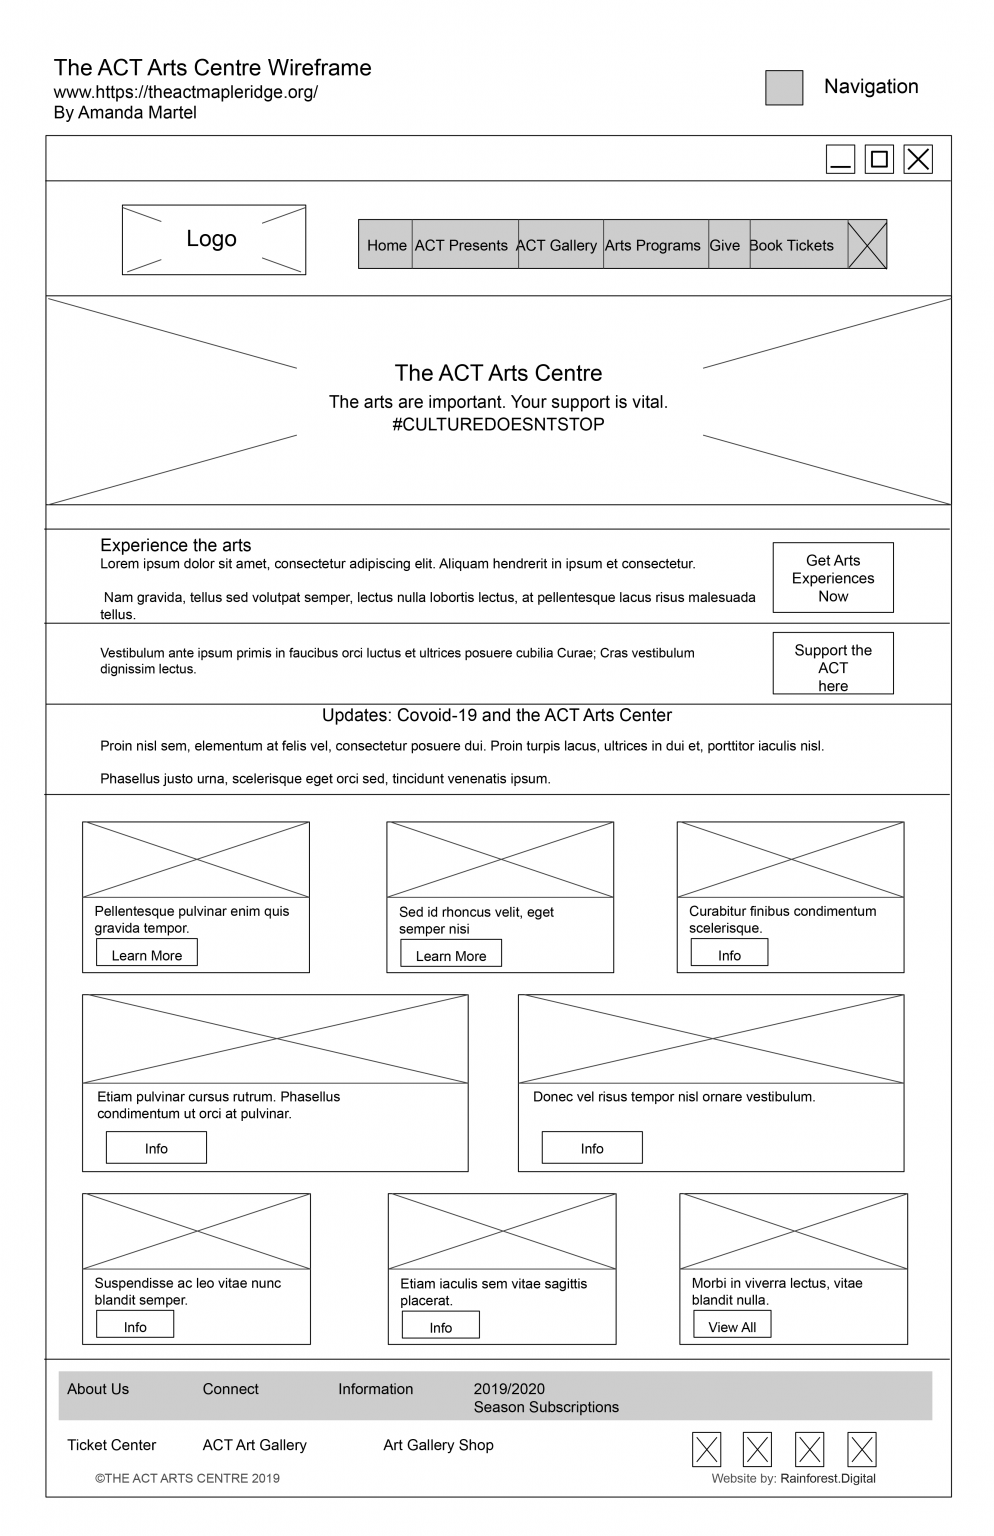 The ACT Arts Centre Wireframe
www.https://theactmapleridge.org/
By Amanda Martel
Navigation
Logo
Home ACT Presents ACT Gallery Arts Programs Give Book Tickets
The ACT Arts Centre
The arts are important. Your support is vital.
#CULTUREDOESNTSTOP
Experience the arts
Lorem ipsum dolor sit amet, consectetur adipiscing elit. Aliquam hendrerit in ipsum et consectetur.
Nam gravida, tellus sed volutpat semper, lectus nulla lobortis lectus, at pellentesque lacus risus malesuada
tellus.
Get Arts
Experiences
Now
Vestibulum ante ipsum primis in faucibus orci luctus et ultrices posuere cubilia Curae; Cras vestibulum
dignissim lectus.
Support the
ACT
here
Updates: Covoid-19 and the ACT Arts Center
Proin nisl sem, elementum at felis vel, consectetur posuere dui. Proin turpis lacus, ultrices in dui et, porttitor iaculis nisl.
Phasellus justo urna, scelerisque eget orci sed, tincidunt venenatis ipsum.
Pellentesque pulvinar enim quis
gravida tempor.
Learn More
Sed id rhoncus velit, eget
semper nisi
Learn More
Curabitur finibus condimentum
scelerisque.
Info
Etiam pulvinar cursus rutrum. Phasellus
condimentum ut orci at pulvinar.
Info
Donec vel risus tempor nisl ornare vestibulum.
Info
Suspendisse ac leo vitae nunc
blandit semper.
Info
Etiam iaculis sem vitae sagittis
placerat.
Info
Morbi in viverra lectus, vitae
blandit nulla.
View All
About Us Connect Information 2019/2020
Season Subscriptions
Ticket Center ACT Art Gallery Art Gallery Shop
©THE ACT ARTS CENTRE 2019
Website by: Rainforest.Digital